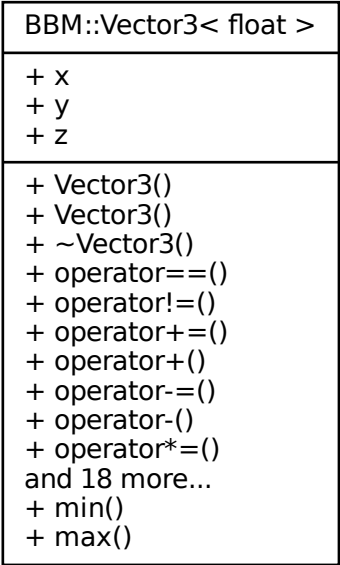 BBM::Vector3< float >
+ x
+ y
+ z
+ Vector3()
+ Vector3()
+ ~Vector3()
+ operator==()
+ operator!=()
+ operator+=()
+ operator+()
+ operator-=()
+ operator-()
+ operator*=()
and 18 more...
+ min()
+ max()